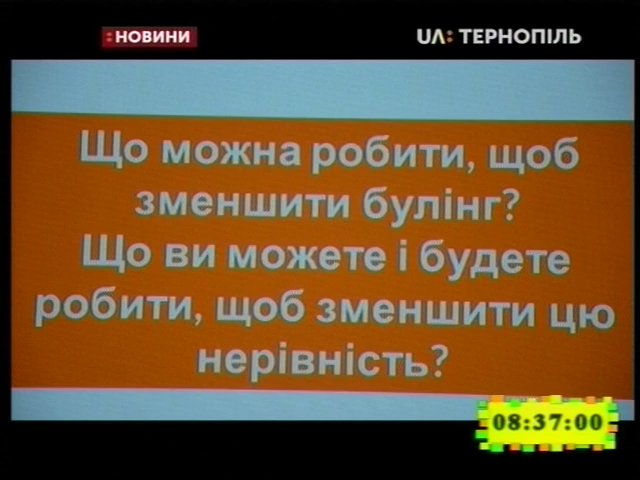 :НОВИНИ
UA: ТЕРНОПІЛЬ
Що можна робити, щоб
зменшити булінг?
Що ви можете і будете
робити, щоб зменшити цю
нерівність?
08:37:00